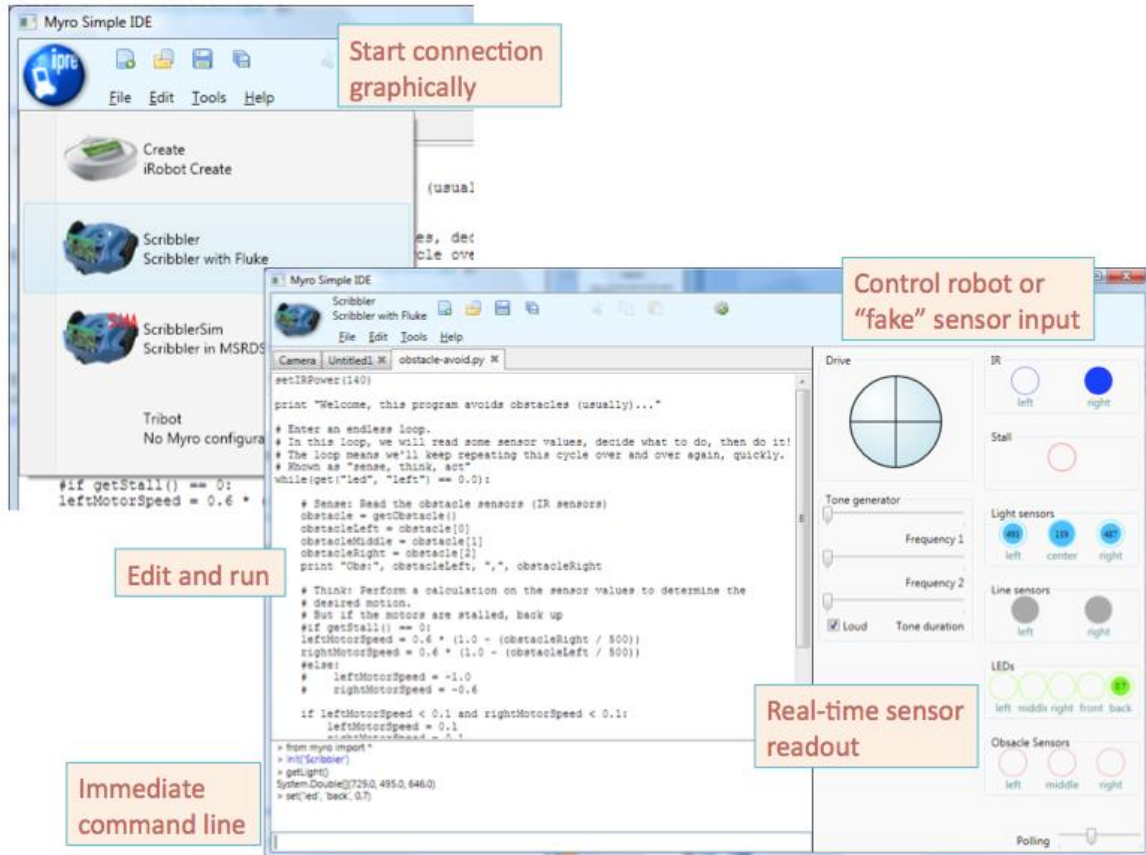 Myro Simple IDE
Start connection
graphically
ipre
File Edit Tools Help
Create
iRobot Create
(usual
Scribbler
Scribbler with Fluke
es, dec
cle ove
ScribblerSim
Scribbler in MSRDS
Tribot
No Myro configura
#if getStall() == 0:
leftMotorSpeed = 0.6 * (
Myro Simple IDE
Control robot or
“fake” sensor input
Scribbler
Scribbler with Fluke
File Edit Tools Help
Camera Untitled1 obstacle-avoid.py
setIRPower(140)
print "Welcome, this program avoids obstacles (usually)..."
# Enter an endless loop.
# In this loop, we will read some sensor values, decide what to do, then do it!
# The loop means we'll keep repeating this cycle over and over again, quickly.
# Known as "sense, think, act"
while(get("led", "left") == 0.0):
# Sense: Read the obstacle sensors (IR sensors)
obstacle = getObstacle()
obstacleLeft = obstacle[0]
obstacleMiddle = obstacle[1]
obstacleRight = obstacle[2]
print "Obs:", obstacleLeft, ",", obstacleRight
# Think: Perform a calculation on the sensor values to determine the
# desired motion.
# But if the motors are stalled, back up
#if getStall() == 0:
leftMotorSpeed = 0.6 * (1.0 - (obstacleRight / 500))
rightMotorSpeed = 0.6 * (1.0 - (obstacleLeft / 500))
#else:
# leftMotorSpeed = -1.0
# rightMotorSpeed = -0.6
if leftMotorSpeed < 0.1 and rightMotorSpeed < 0.1:
leftMotorSpeed = 0.1
rightMotorSpeed = 0.1
Edit and run
> from myro import *
> init('Scribbler')
> getLight()
System.Double[](729.0, 495.0, 646.0)
> set('led', 'back', 0.7)
Immediate
command line
Drive
Tone generator
Frequency 1
Frequency 2
Loud Tone duration
IR
left right
Stall
Light sensors
left center right
Line sensors
left right
LEDs
0.7
left middle right front back
Real-time sensor
readout
Obsacle Sensors
left middle right
Polling